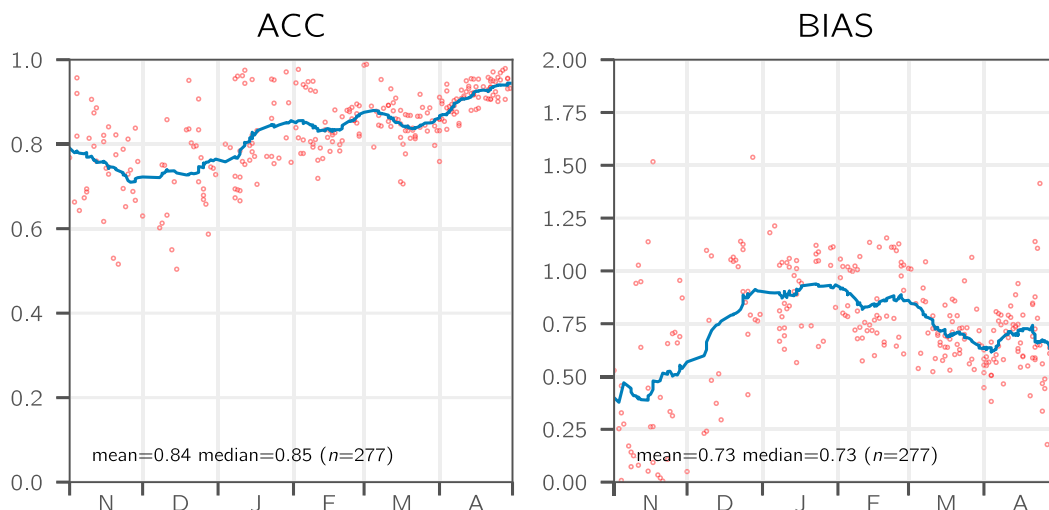 ACC
1.0
0.8
0.6
0.4
0.2
0.0
mean=0.84 median=0.85 (n=277)
N D J F M A
BIAS
2.00
1.75
1.50
1.25
1.00
0.75
0.50
0.25
0.00
mean=0.73 median=0.73 (n=277)
N D J F M A